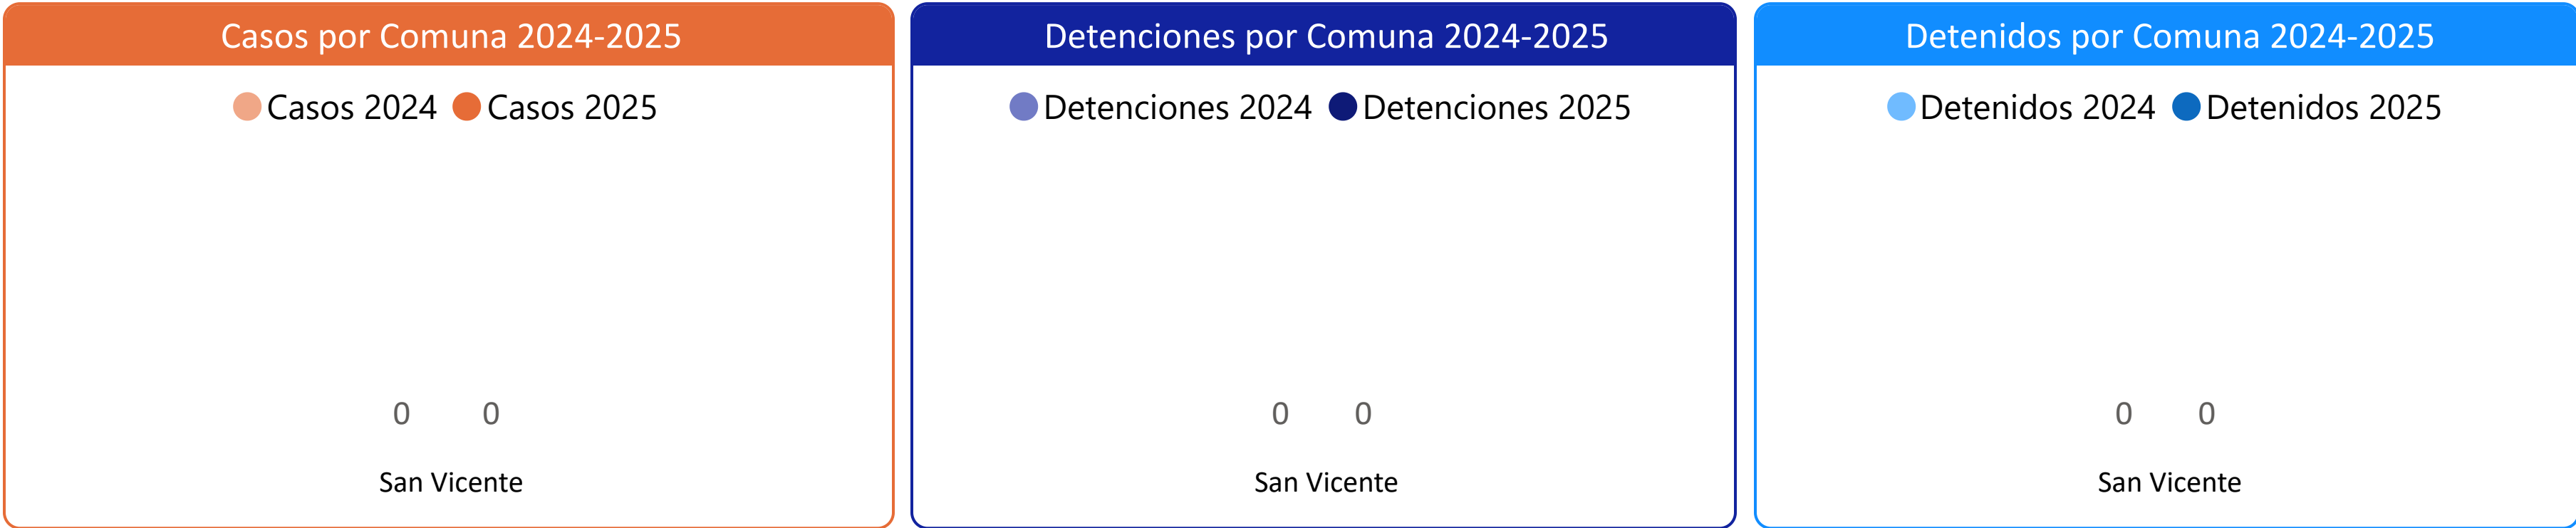 Casos por Comuna 2024-2025
Casos 2024 Casos 2025
0 0
San Vicente
Detenciones por Comuna 2024-2025
Detenciones 2024 Detenciones 2025
0 0
San Vicente
Detenidos por Comuna 2024-2025
Detenidos 2024 Detenidos 2025
0 0
San Vicente